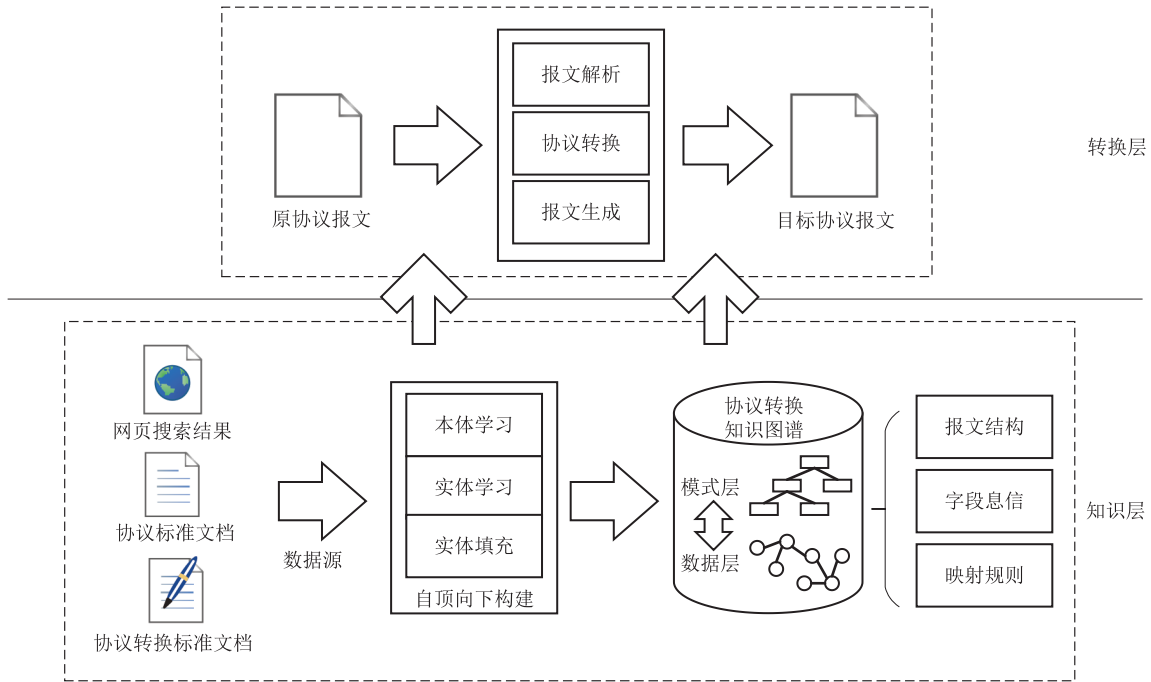 报文解析
协议转换
报文生成
原协议报文
目标协议报文
转换层
网页搜索结果
协议标准文档
协议转换标准文档
数据源
本体学习
实体学习
实体填充
自顶向下构建
协议转换
知识图谱
模式层
数据层
报文结构
字段息信
映射规则
知识层